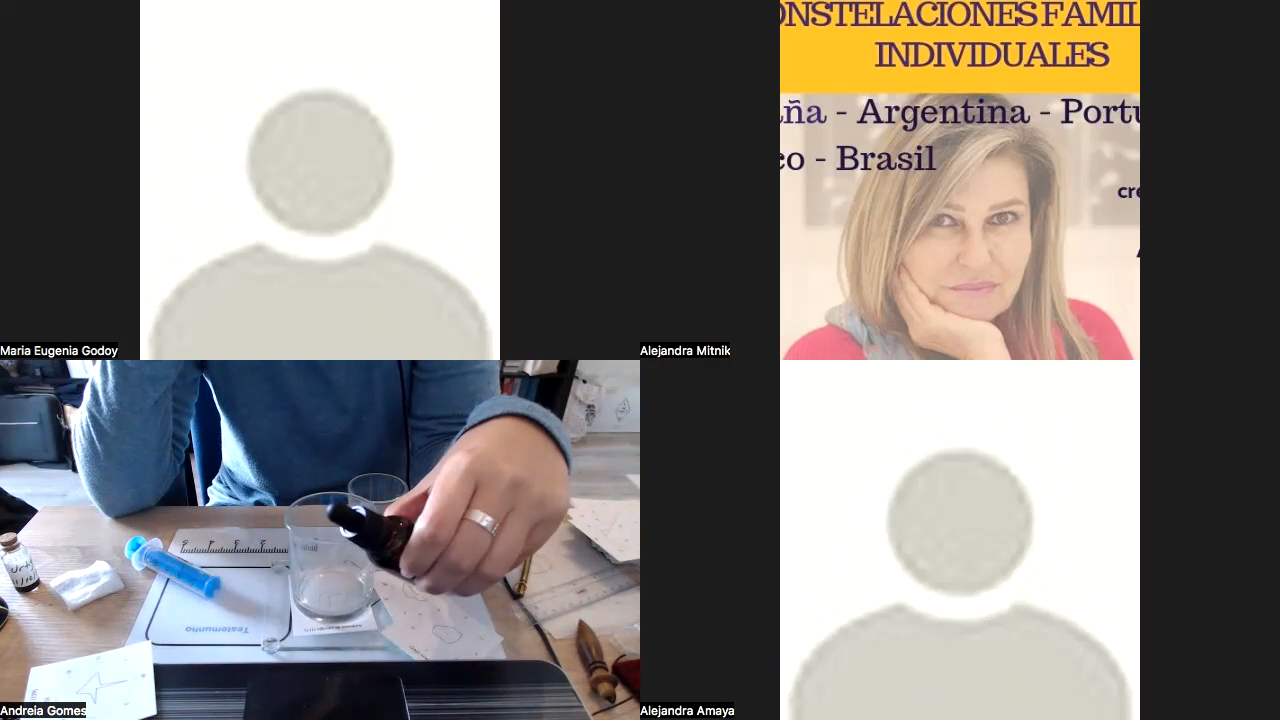 ONSTELACIONES FAMIL
INDIVIDUALES
ña - Argentina - Portu
co - Brasil
cre
Maria Eugenia Godoy
Alejandra Mitnik
Testemunho
Andreia Gomes
Alejandra Amaya